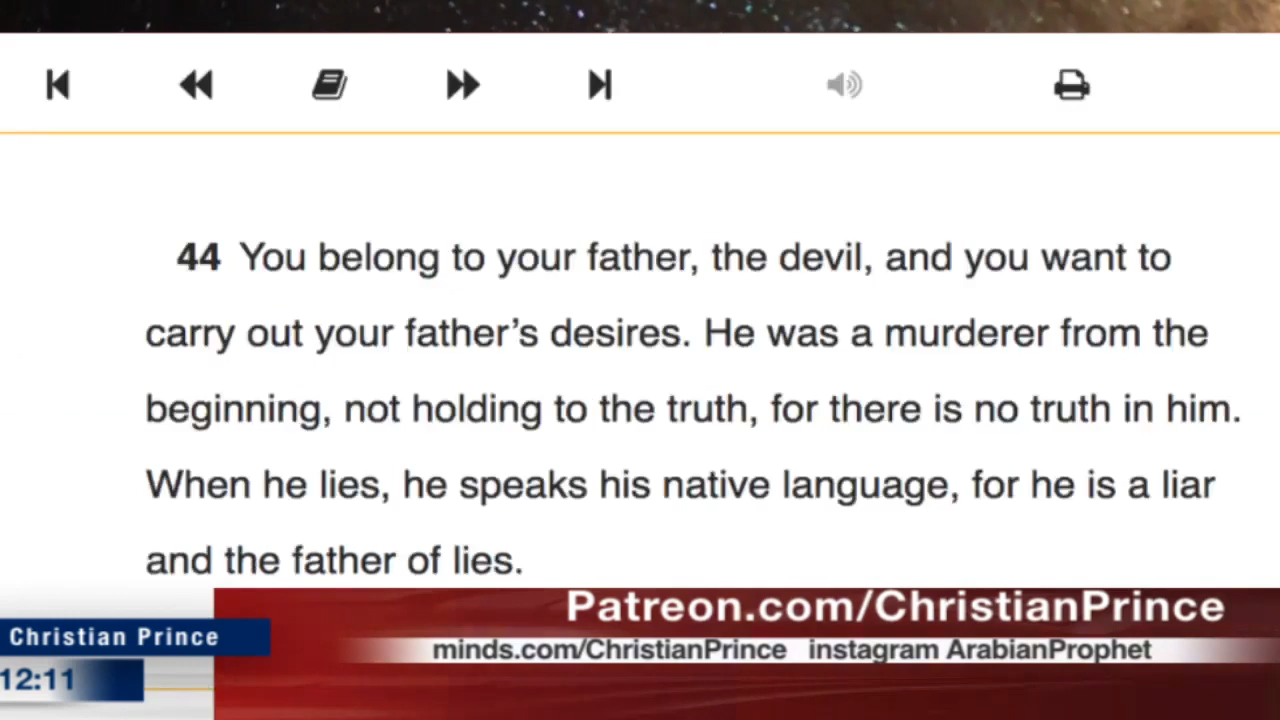 44 You belong to your father, the devil, and you want to
carry out your father’s desires. He was a murderer from the
beginning, not holding to the truth, for there is no truth in him.
When he lies, he speaks his native language, for he is a liar
and the father of lies.
Patreon.com/ChristianPrince
Christian Prince
minds.com/ChristianPrince instagram ArabianProphet
12:11